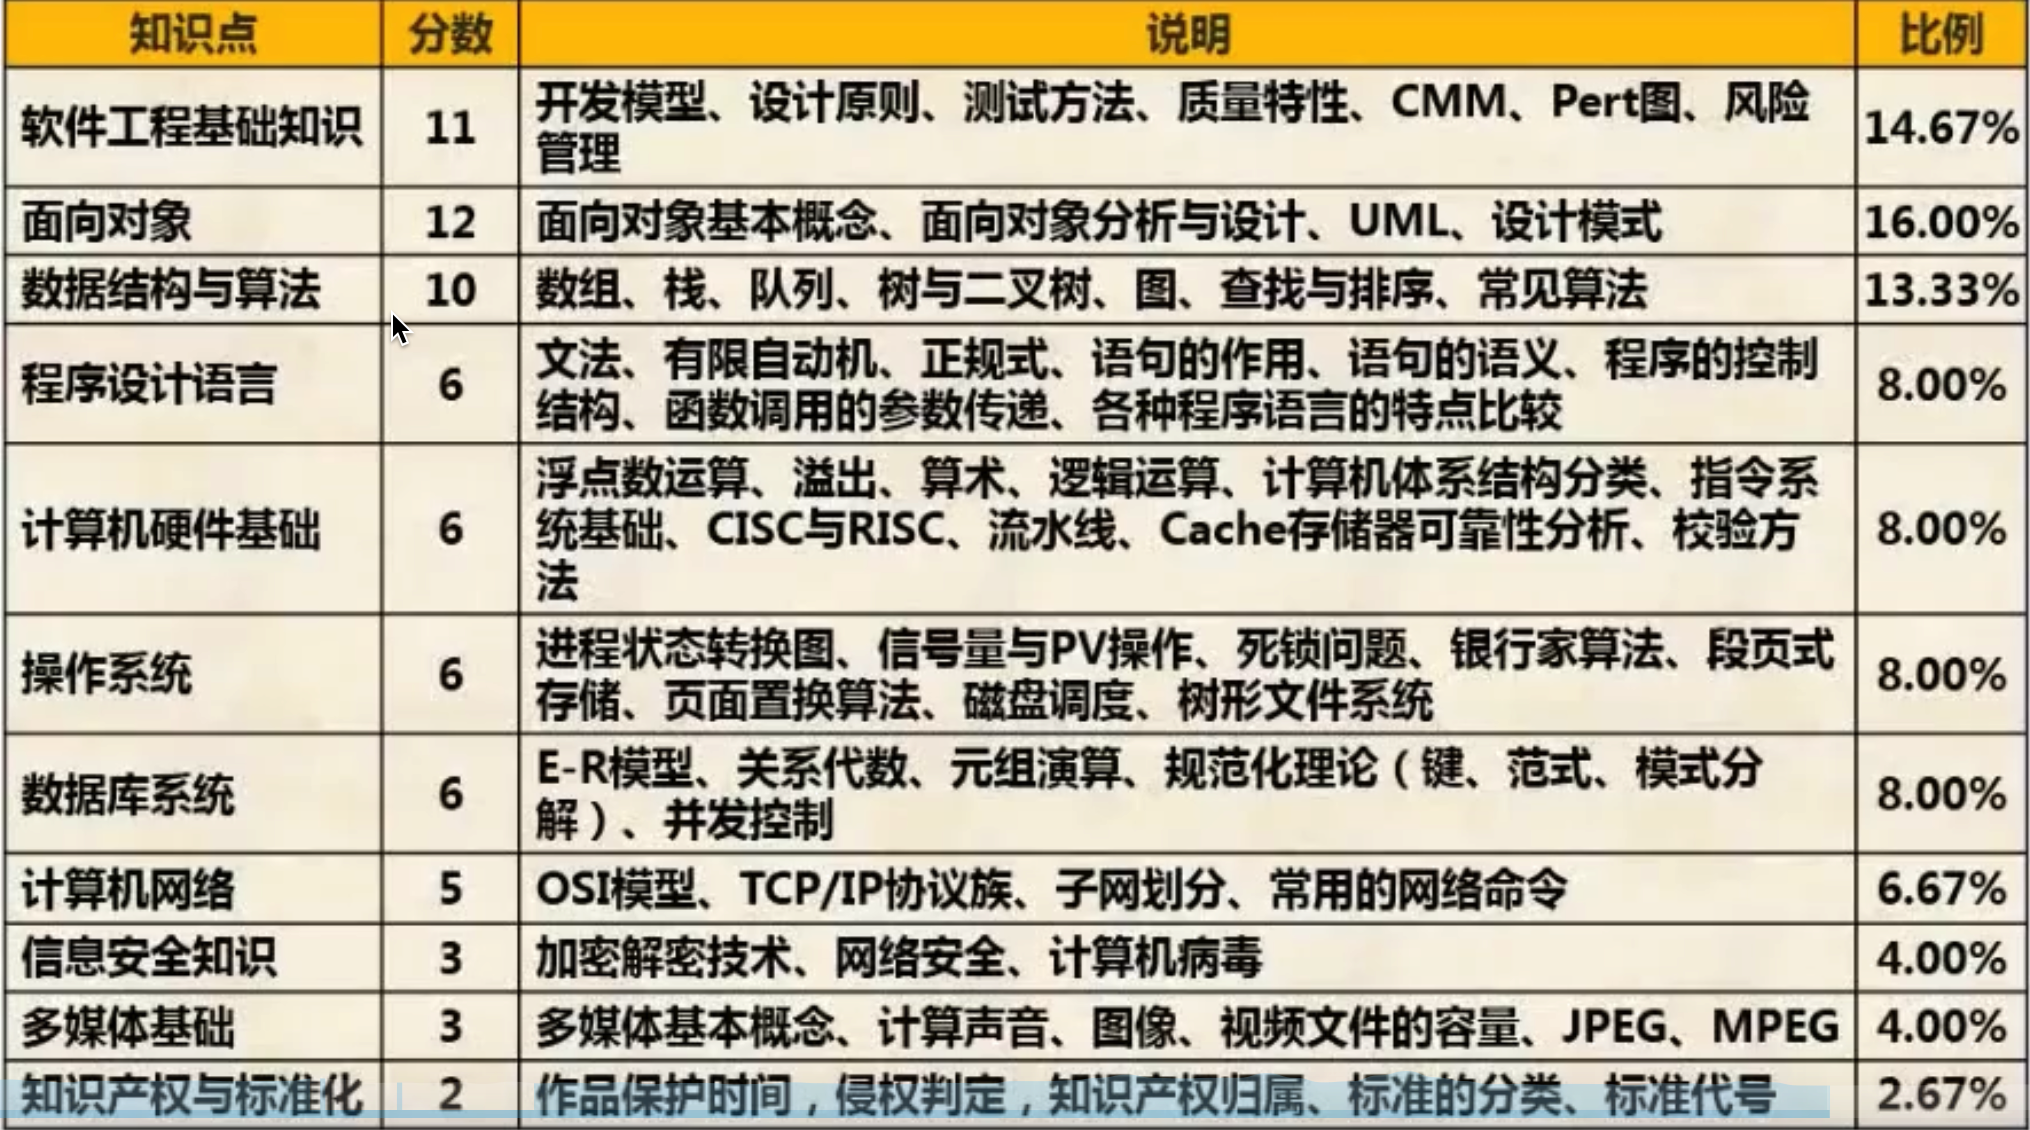 知识点 分数 说明 比例
软件工程基础知识 11 开发模型、设计原则、测试方法、质量特性、CMM、Pert图、风险 14.67%
管理
面向对象 12 面向对象基本概念、面向对象分析与设计、UML、设计模式 16.00%
数据结构与算法 10 数组、栈、队列、树与二叉树、图、查找与排序、常见算法 13.33%
程序设计语言 6 文法、有限自动机、正规式、语句的作用、语句的语义、程序的控制 8.00%
结构、函数调用的参数传递、各种程序语言的特点比较
计算机硬件基础 6 浮点数运算、溢出、算术、逻辑运算、计算机体系结构分类、指令系 8.00%
统基础、CISC与RISC、流水线、Cache存储器可靠性分析、校验方
法
操作系统 6 进程状态转换图、信号量与PV操作、死锁问题、银行家算法、段页式 8.00%
存储、页面置换算法、磁盘调度、树形文件系统
数据库系统 6 E-R模型、关系代数、元组演算、规范化理论（键、范式、模式分 8.00%
解）、并发控制
计算机网络 5 OSI模型、TCP/IP协议族、子网划分、常用的网络命令 6.67%
信息安全知识 3 加密解密技术、网络安全、计算机病毒 4.00%
多媒体基础 3 多媒体基本概念、计算声音、图像、视频文件的容量、JPEG、MPEG 4.00%
知识产权与标准化 2 作品保护时间，侵权判定，知识产权归属、标准的分类、标准代号 2.67%